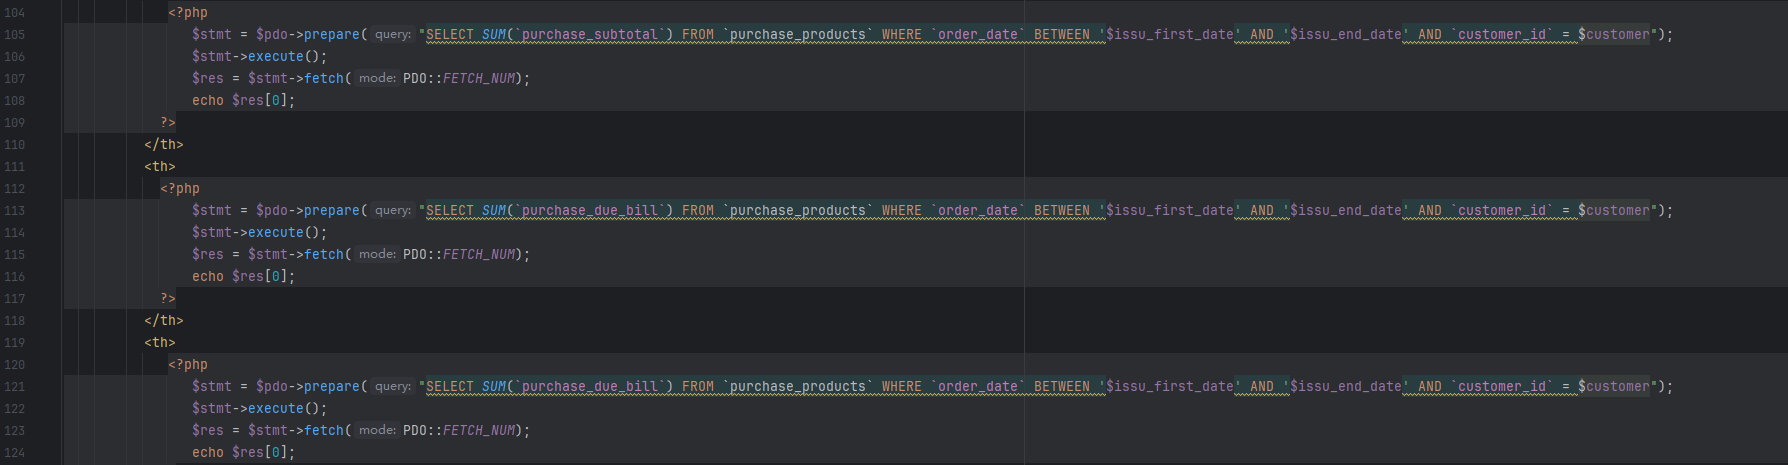 104 <?php
105 $stmt = $pdo->prepare( query: "SELECT SUM(`purchase_subtotal`) FROM `purchase_products` WHERE `order_date` BETWEEN '$issu_first_date' AND '$issu_end_date' AND `customer_id` = $customer");
106 $stmt->execute();
107 $res = $stmt->fetch( mode: PDO::FETCH_NUM);
108 echo $res[0];
109 ?>
110 </th>
111 <th>
112 <?php
113 $stmt = $pdo->prepare( query: "SELECT SUM(`purchase_due_bill`) FROM `purchase_products` WHERE `order_date` BETWEEN '$issu_first_date' AND '$issu_end_date' AND `customer_id` = $customer");
114 $stmt->execute();
115 $res = $stmt->fetch( mode: PDO::FETCH_NUM);
116 echo $res[0];
117 ?>
118 </th>
119 <th>
120 <?php
121 $stmt = $pdo->prepare( query: "SELECT SUM(`purchase_due_bill`) FROM `purchase_products` WHERE `order_date` BETWEEN '$issu_first_date' AND '$issu_end_date' AND `customer_id` = $customer");
122 $stmt->execute();
123 $res = $stmt->fetch( mode: PDO::FETCH_NUM);
124 echo $res[0];